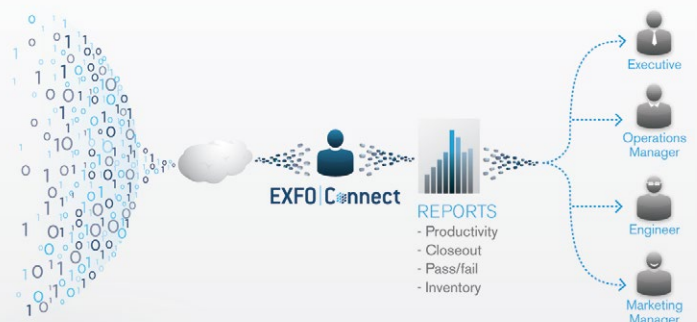 EXFO Connect
REPORTS
- Productivity
- Closeout
- Pass/fail
- Inventory
Executive
Operations
Manager
Engineer
Marketing
Manager